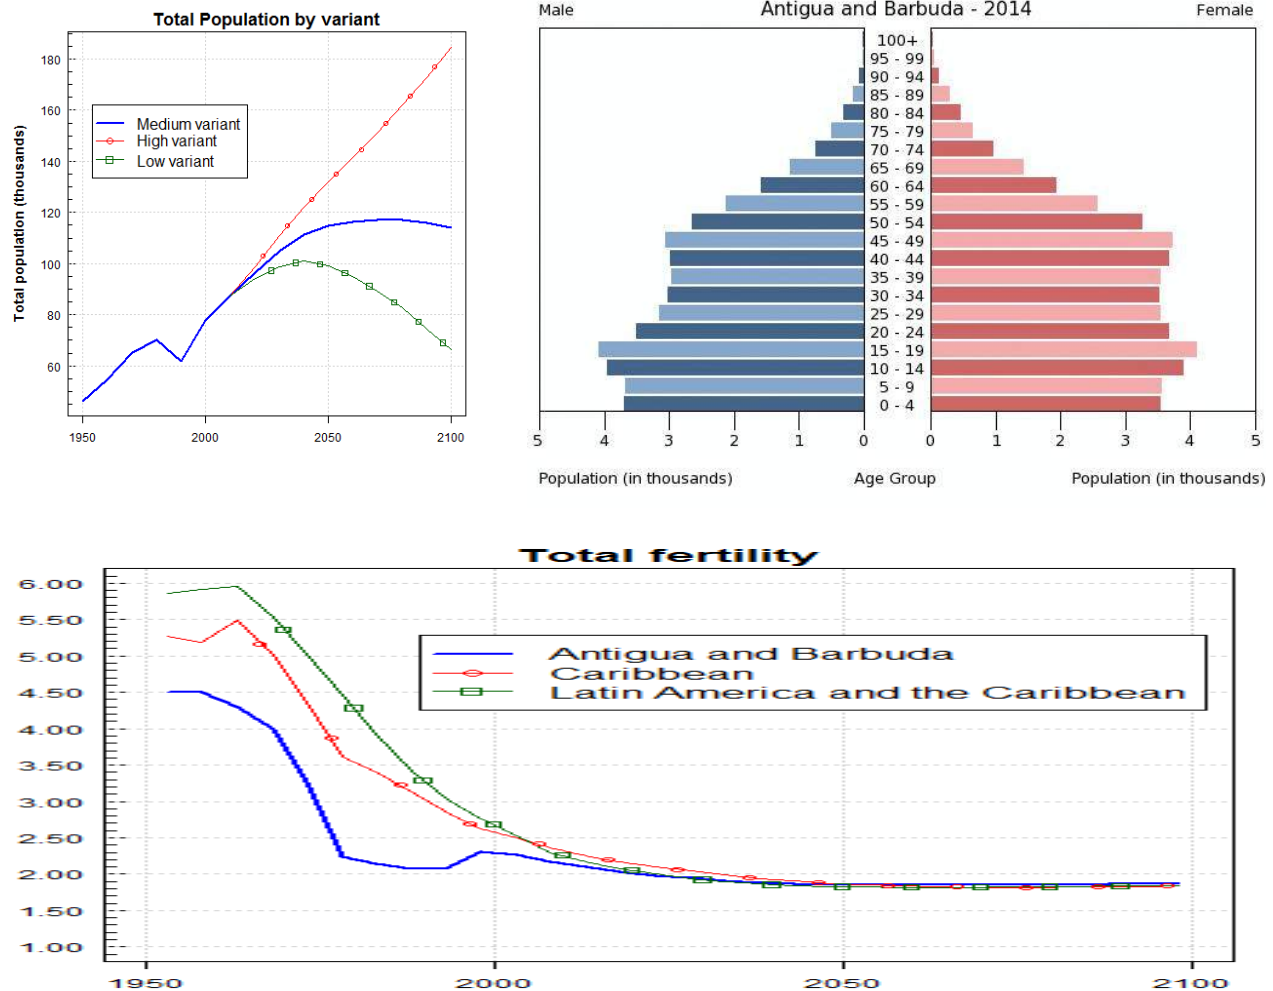 Total Population by variant
Total population (thousands)
180
160
140
120
100
80
60
Medium variant
High variant
Low variant
1950 2000 2050 2100
Male Antigua and Barbuda - 2014 Female
100+
95 - 99
90 - 94
85 - 89
80 - 84
75 - 79
70 - 74
65 - 69
60 - 64
55 - 59
50 - 54
45 - 49
40 - 44
35 - 39
30 - 34
25 - 29
20 - 24
15 - 19
10 - 14
5 - 9
0 - 4
5 4 3 2 1 0 0 1 2 3 4 5
Population (in thousands) Age Group Population (in thousands)
Total fertility
6.00
5.50
5.00
4.50
4.00
3.50
3.00
2.50
2.00
1.50
1.00
Antigua and Barbuda
Caribbean
Latin America and the Caribbean
1950 2000 2050 2100